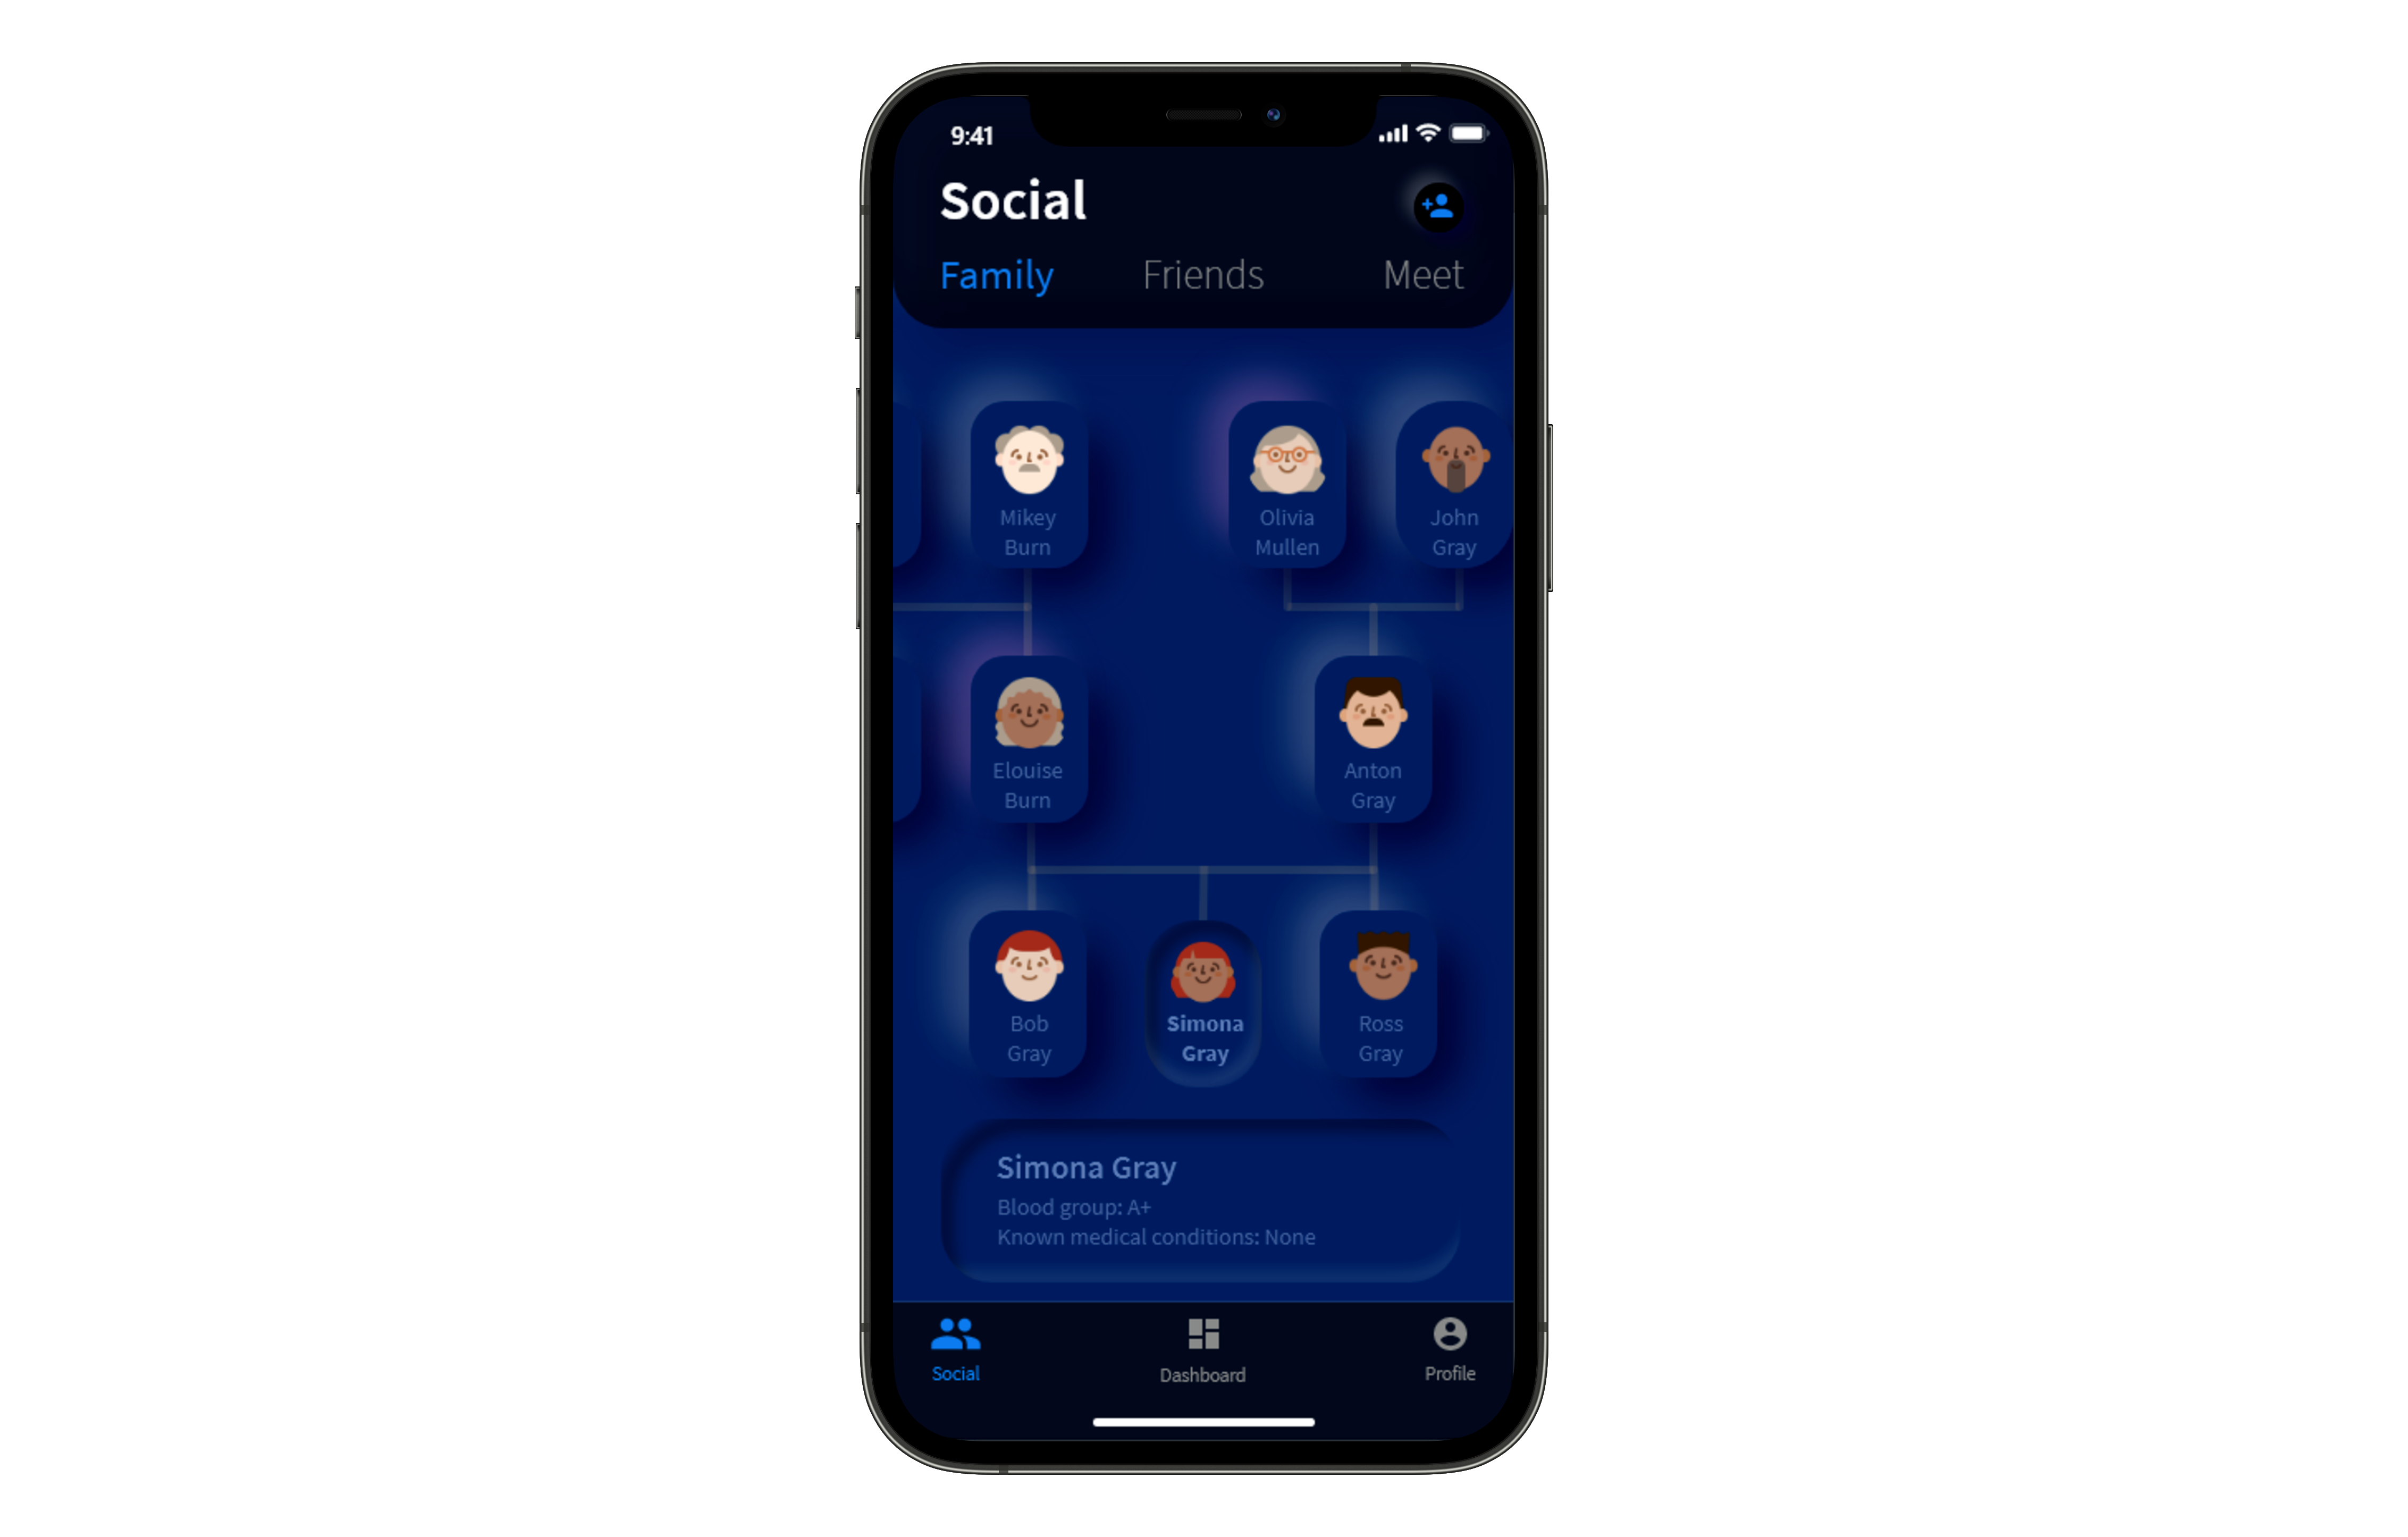 9:41
Social
Family Friends Meet
Mikey
Burn
Olivia
Mullen
John
Gray
Elouise
Burn
Anton
Gray
Bob
Gray
Simona
Gray
Ross
Gray
Simona Gray
Blood group: A+
Known medical conditions: None
Social Dashboard Profile